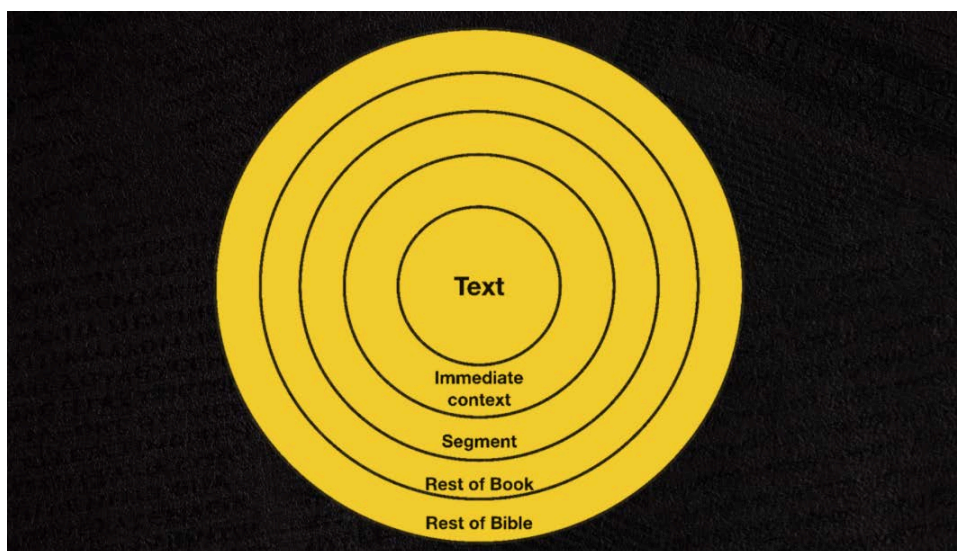 Text
Immediate
context
Segment
Rest of Book
Rest of Bible